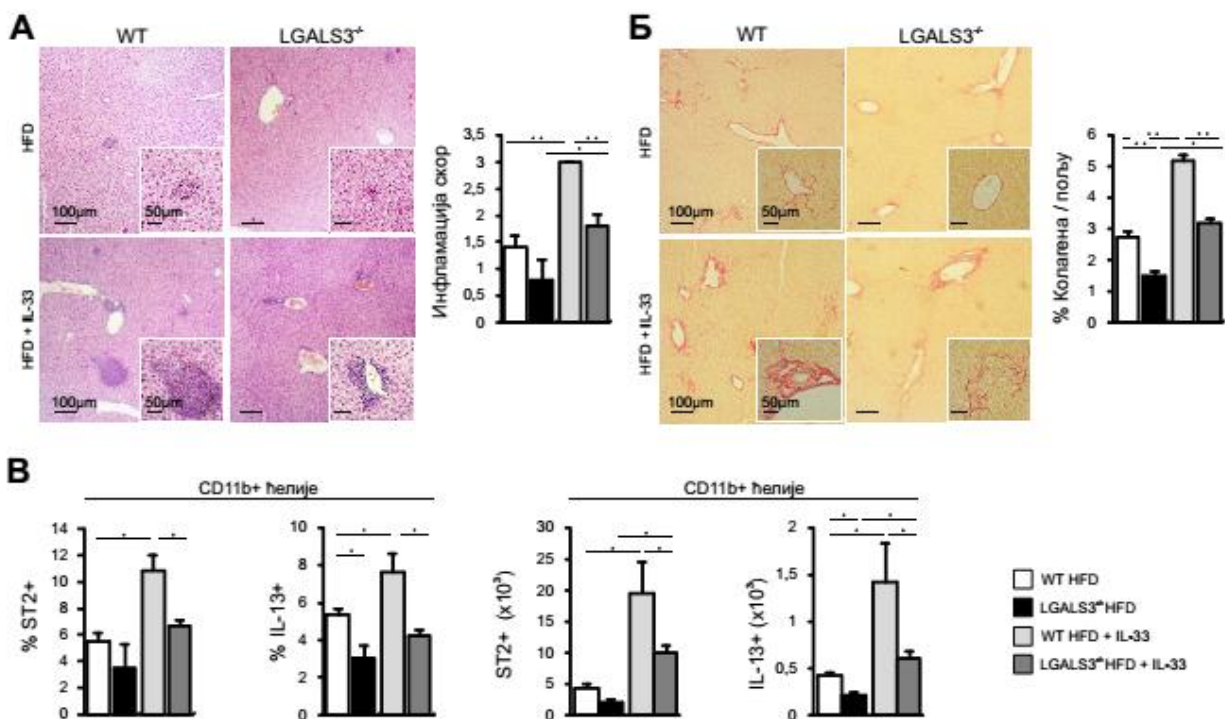 А
WT
LGALS3-/-
HFD
100µm
50µm
HFD + IL-33
100µm
50µm
Инфламација скор
3,5
3
2,5
2
1,5
1
0,5
0
** **
*
Б
WT
LGALS3-/-
HFD
100µm
50µm
HFD + IL-33
100µm
50µm
% Колагена / пољу
6
5
4
3
2
1
0
** **
** *
В
CD11b+ ћелије
% ST2+
14
12
10
8
6
4
2
0
* *
% IL-13+
10
8
6
4
2
0
* *
*
CD11b+ ћелије
ST2+ (x10³)
30
25
20
15
10
5
0
*
* *
IL-13+ (x10³)
2
1,5
1
0,5
0
* *
* *
WT HFD
LGALS3-/-HFD
WT HFD + IL-33
LGALS3-/-HFD + IL-33